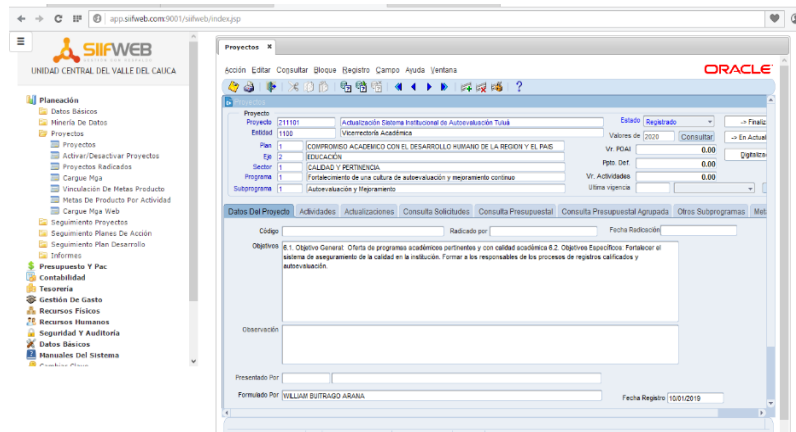 app.siifweb.com:9001/siifweb/index.jsp
SIIFWEB
UNIDAD CENTRAL DEL VALLE DEL CAUCA
Planeación
Datos Básicos
Minería De Datos
Proyectos
Proyectos
Activar/Desactivar Proyectos
Proyectos Radicados
Cargue Mga
Vinculación De Metas Producto
Metas De Producto Por Actividad
Cargue Mga Web
Seguimiento Proyectos
Seguimiento Planes De Acción
Seguimiento Plan Desarrollo
Informes
Presupuesto Y Pac
Contabilidad
Tesorería
Gestión De Gasto
Recursos Físicos
Recursos Humanos
Seguridad Y Auditoría
Datos Básicos
Manuales Del Sistema
Cambiar Clave
Proyectos X
Acción Editar Consultar Bloque Registro Campo Ayuda Ventana
ORACLE
Proyectos
Proyecto
Proyecto 211101 Actualización Sistema Institucional de Autoevaluación Tuluá Estado Registrado -> Finaliz
Entidad 1100 Vicerrectoría Académica Valores de 2020 Consultar -> En Actual
Plan 1 COMPROMISO ACADEMICO CON EL DESARROLLO HUMANO DE LA REGION Y EL PAIS Vr. POAI 0.00 Digitaliza
Eje 2 EDUCACIÓN Ppto. Def. 0.00
Sector 1 CALIDAD Y PERTINENCIA Vr. Actividades 0.00
Programa 1 Fortalecimiento de una cultura de autoevaluación y mejoramiento continuo Última vigencia
Subprograma 1 Autoevaluación y Mejoramiento
Datos Del Proyecto Actividades Actualizaciones Consulta Solicitudes Consulta Presupuestal Consulta Presupuestal Agrupada Otros Subprogramas Met
Código Radicado por Fecha Radicación
Objetivos 6.1. Objetivo General: Oferta de programas académicos pertinentes y con calidad académica 6.2. Objetivos Específicos: Fortalecer el
sistema de aseguramiento de la calidad en la institución. Formar a los responsables de los procesos de registros calificados y
autoevaluación.
Observación
Presentado Por
Formulado Por WILLIAM BUITRAGO ARANA Fecha Registro 10/01/2019